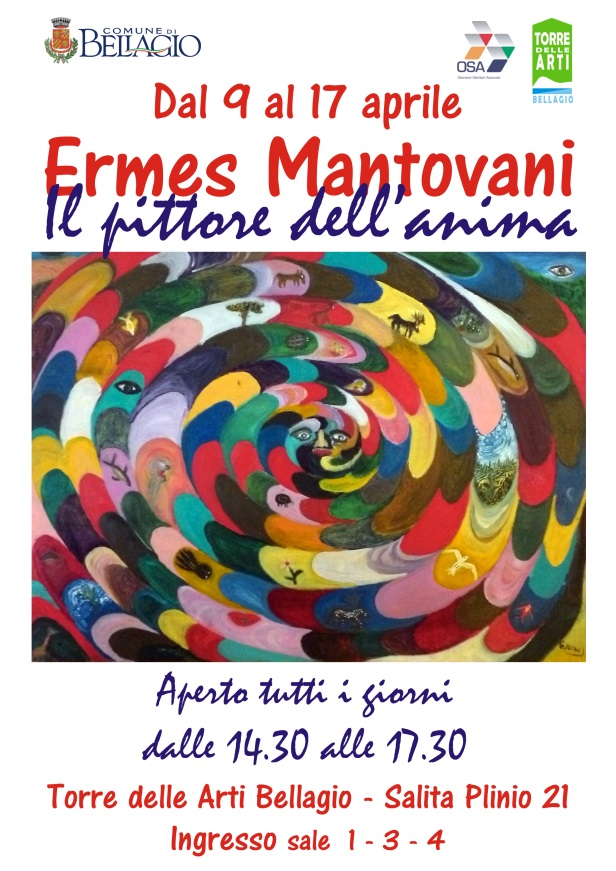 COMUNE DI
BELLAGIO
OSA
TORRE
DELLE
ARTI
BELLAGIO
Dal 9 al 17 aprile
Ermes Mantovani
Il pittore dell'anima
Aperto tutti i giorni
dalle 14.30 alle 17.30
Torre delle Arti Bellagio - Salita Plinio 21
Ingresso sale 1 - 3 - 4